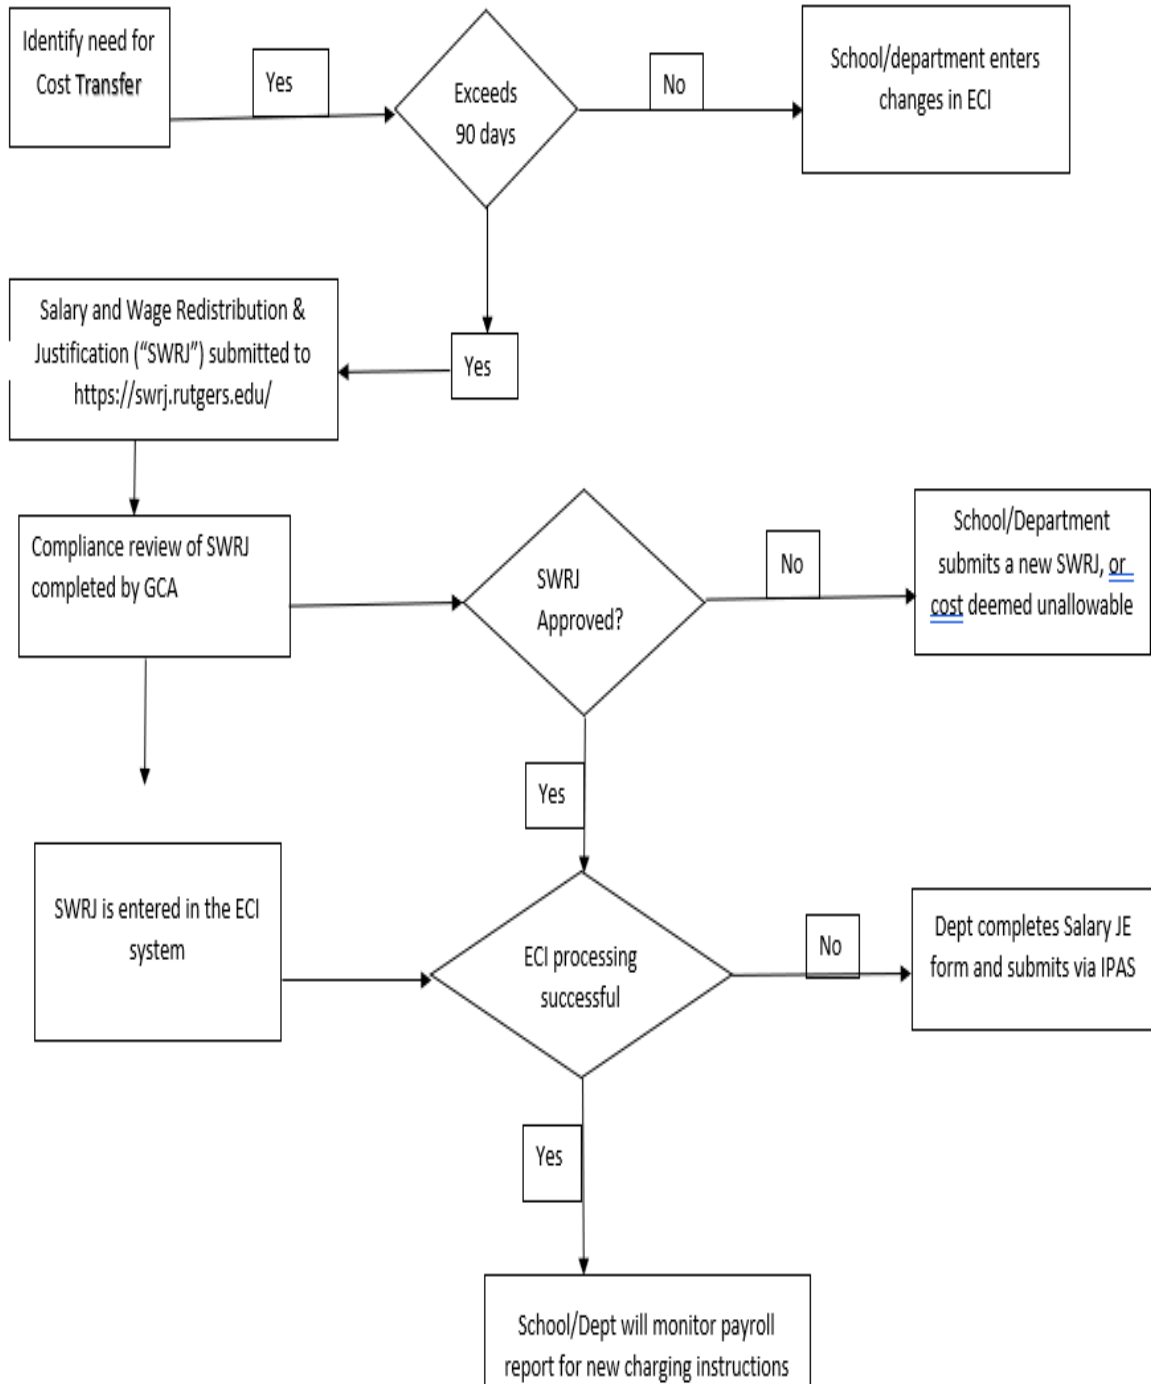 Identify need for
Cost Transfer
Yes
Exceeds
90 days
No
School/department enters
changes in ECI
Salary and Wage Redistribution &
Justification (“SWRJ”) submitted to
https://swrj.rutgers.edu/
Yes
Compliance review of SWRJ
completed by GCA
SWRJ
Approved?
No
School/Department
submits a new SWRJ, or
cost deemed unallowable
Yes
SWRJ is entered in the ECI
system
ECI processing
successful
No
Dept completes Salary JE
form and submits via IPAS
Yes
School/Dept will monitor payroll
report for new charging instructions